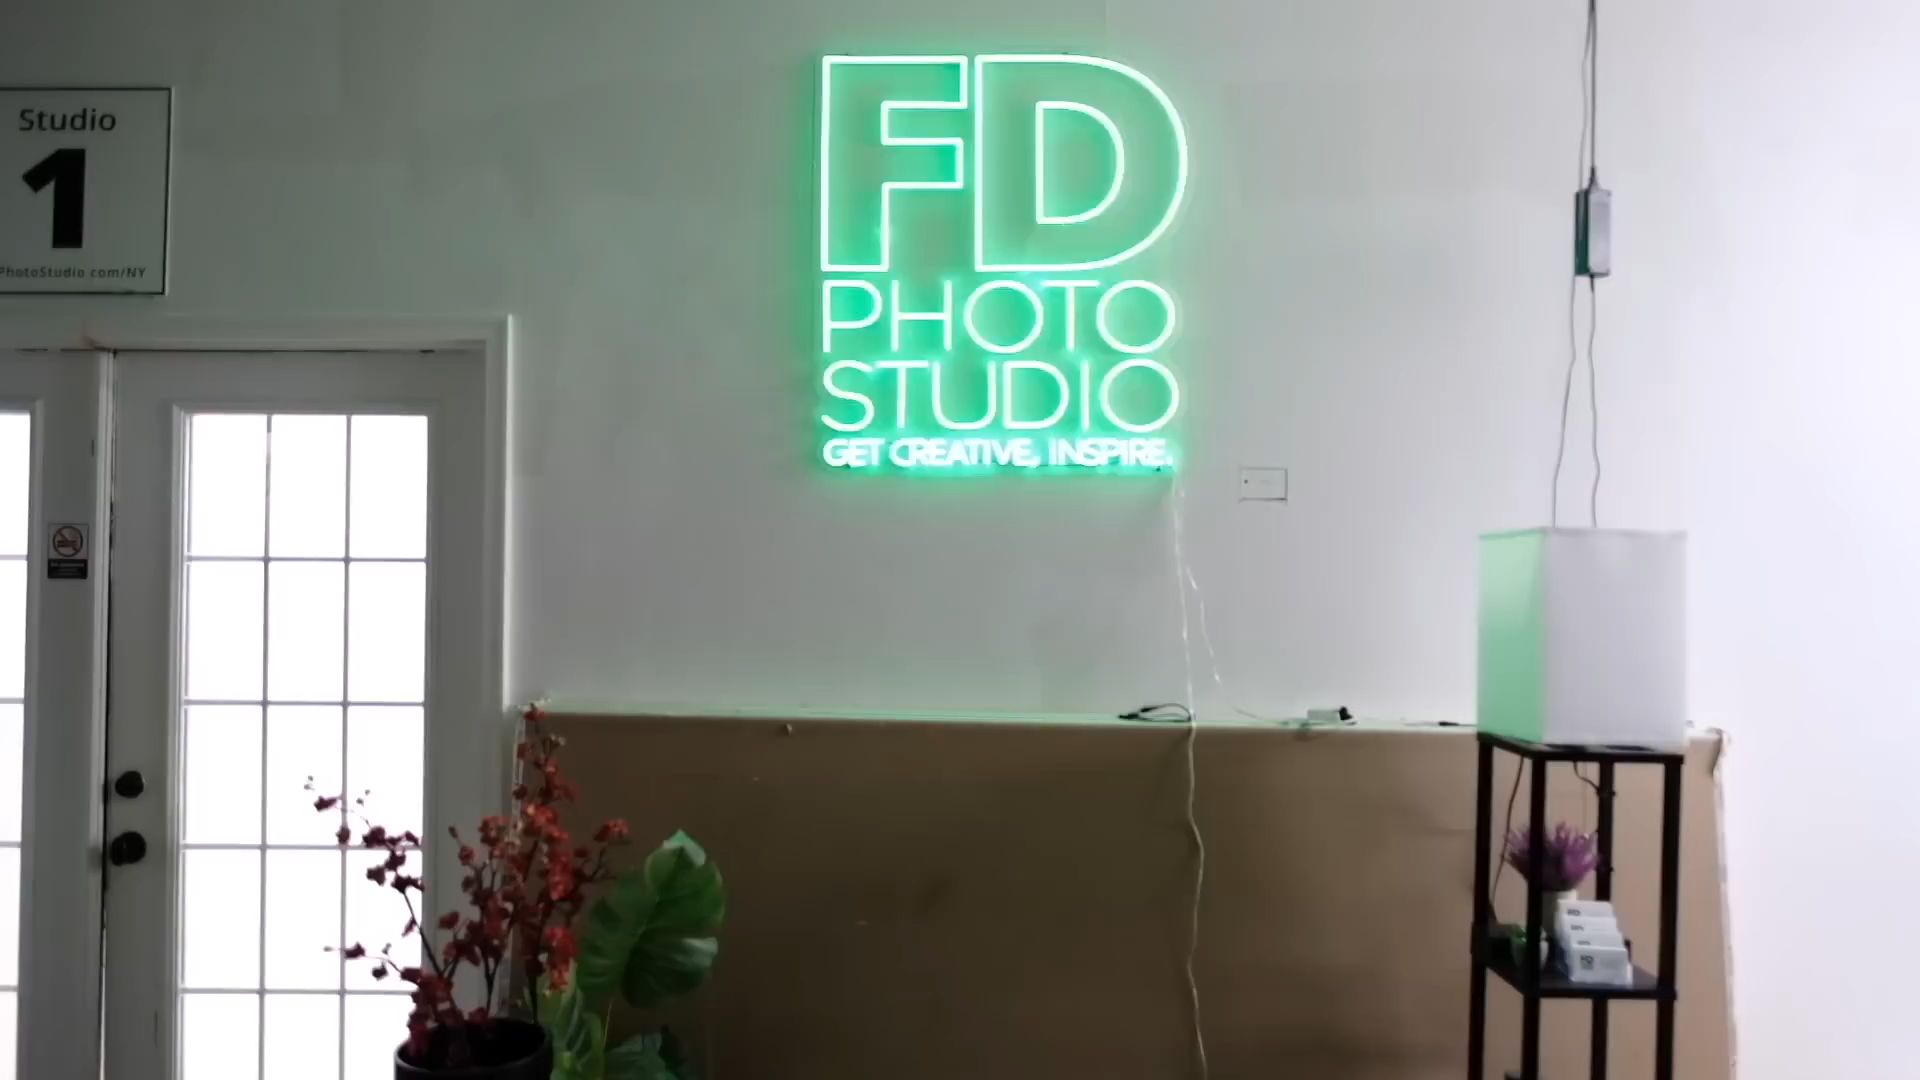 Studio
1
PhotoStudio.com/NY
FD
PHOTO
STUDIO
GET CREATIVE, INSPIRE.